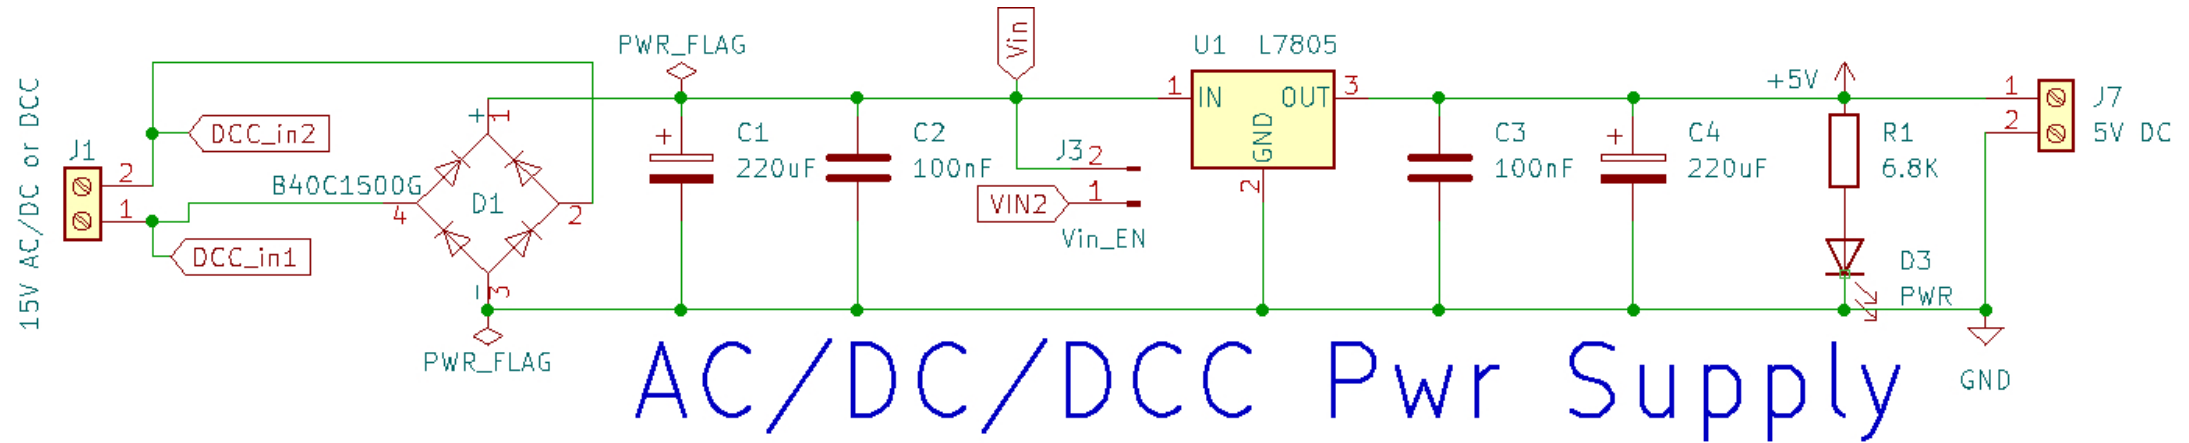 15V AC/DC or DCC
J1
2
1
DCC_in2
DCC_in1
B40C1500G
D1
+
1
4
2
-
3
PWR_FLAG
PWR_FLAG
+
C1
220uF
C2
100nF
Vin
J3
2
VIN2
1
Vin_EN
U1 L7805
1
IN
OUT
3
GND
2
C3
100nF
+
C4
220uF
+5V
R1
6.8K
D3
PWR
1
2
J7
5V DC
GND
AC/DC/DCC Pwr Supply